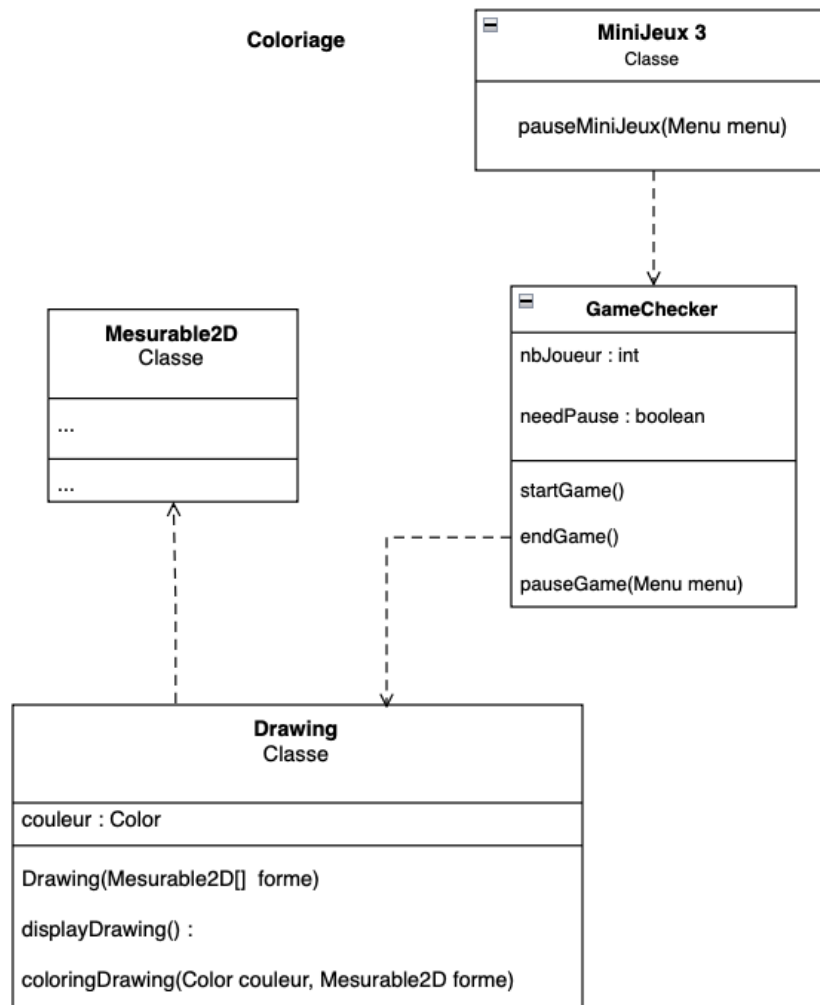 Coloriage
MiniJeux 3
Classe
pauseMiniJeux(Menu menu)
GameChecker
nbJoueur : int
needPause : boolean
startGame()
endGame()
pauseGame(Menu menu)
Mesurable2D
Classe
...
...
Drawing
Classe
couleur : Color
Drawing(Mesurable2D[] forme)
displayDrawing() :
coloringDrawing(Color couleur, Mesurable2D forme)